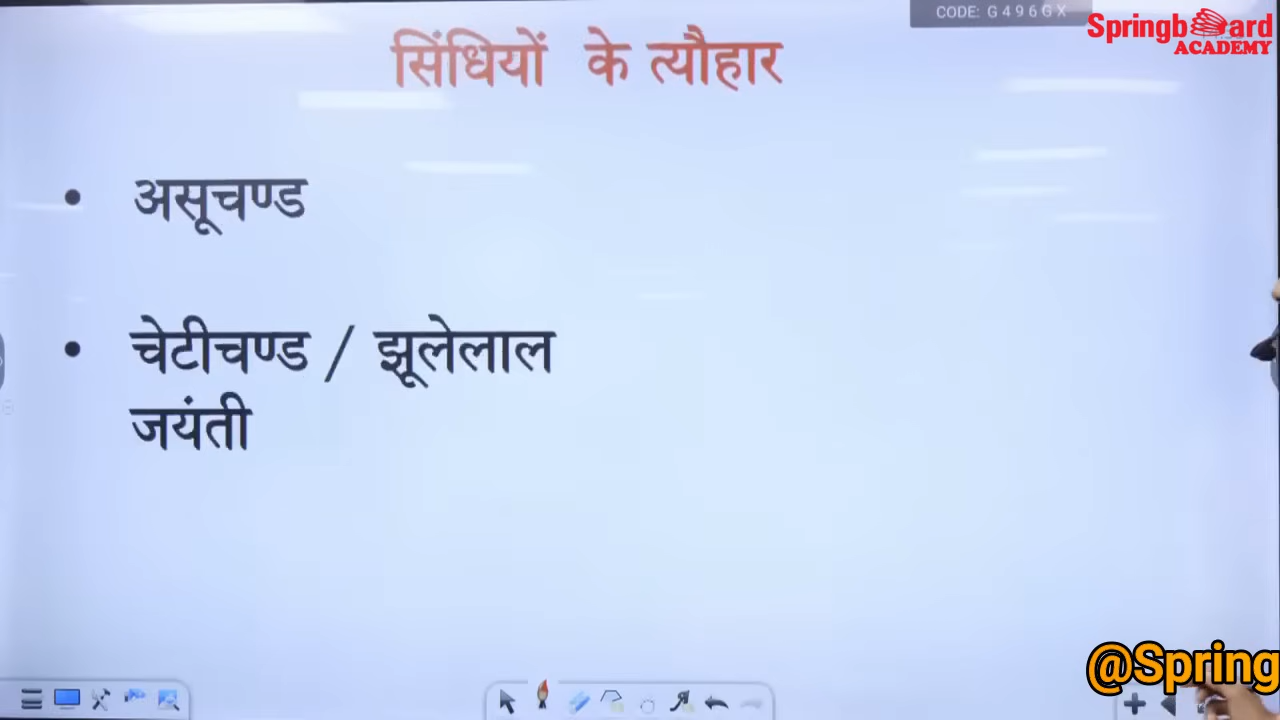 CODE: G496GX
Springboard
ACADEMY
सिंधियों के त्यौहार
• असूचण्ड
• चेटीचण्ड / झूलेलाल
जयंती
@Spring